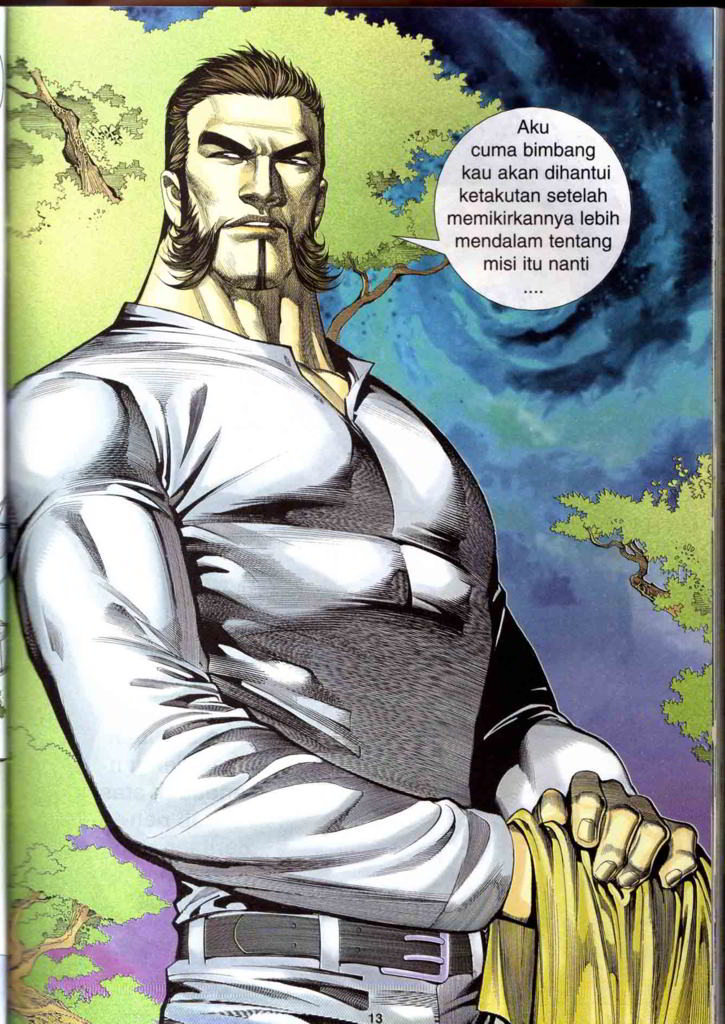 Aku
cuma bimbang
kau akan dihantui
ketakutan setelah
memikirkannya lebih
mendalam tentang
misi itu nanti
....
13